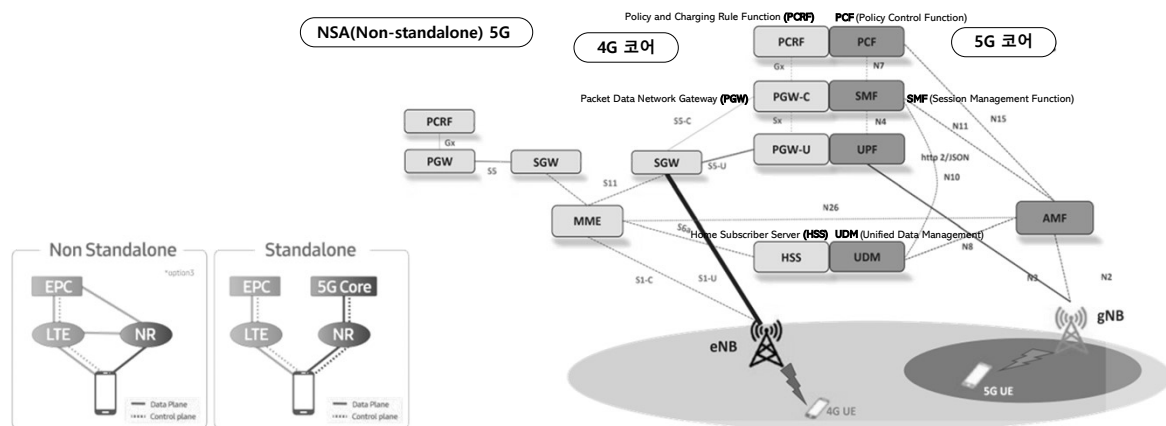 NSA(Non-standalone) 5G
Policy and Charging Rule Function (PCRF)
PCF (Policy Control Function)
4G 코어
5G 코어
PCRF
PCF
Gx
N7
Packet Data Network Gateway (PGW)
PGW-C
SMF
SMF (Session Management Function)
S5-C
Sx
N4
N11
N15
PCRF
Gx
PGW
S5
SGW
SGW
S5-U
PGW-U
UPF
http 2/JSON
N10
S11
MME
N26
AMF
S6a
Home Subscriber Server (HSS)
UDM (Unified Data Management)
HSS
UDM
N8
S1-C
S1-U
N3
N2
eNB
gNB
4G UE
5G UE
Non Standalone
*option3
EPC
LTE
NR
Data Plane
Control plane
Standalone
EPC
5G Core
LTE
NR
Data Plane
Control plane